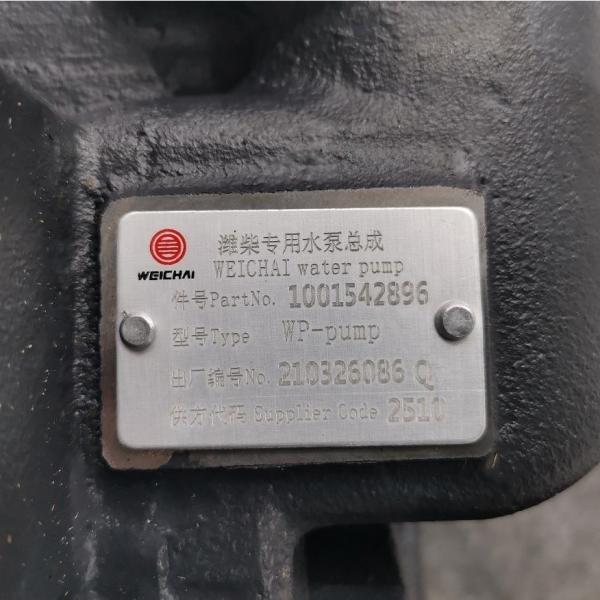 WEICHAI
潍柴专用水泵总成
WEICHAI water pump
件号PartNo. 1001542896
型号Type WP-pump
出厂编号No. 210326086 Q
供方代码 Supplier Code 2510